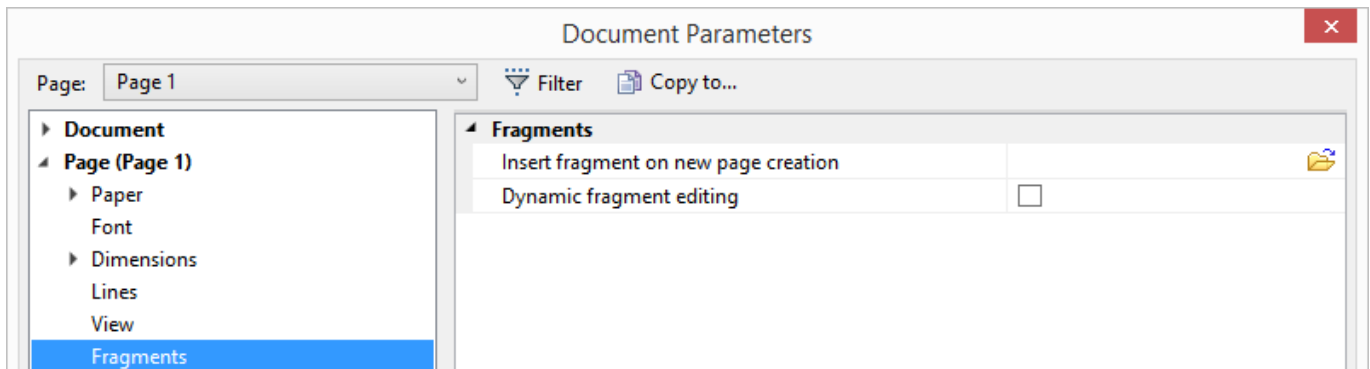 Document Parameters
Page: Page 1 Filter Copy to...
Document
Page (Page 1)
Paper
Font
Dimensions
Lines
View
Fragments
Fragments
Insert fragment on new page creation
Dynamic fragment editing